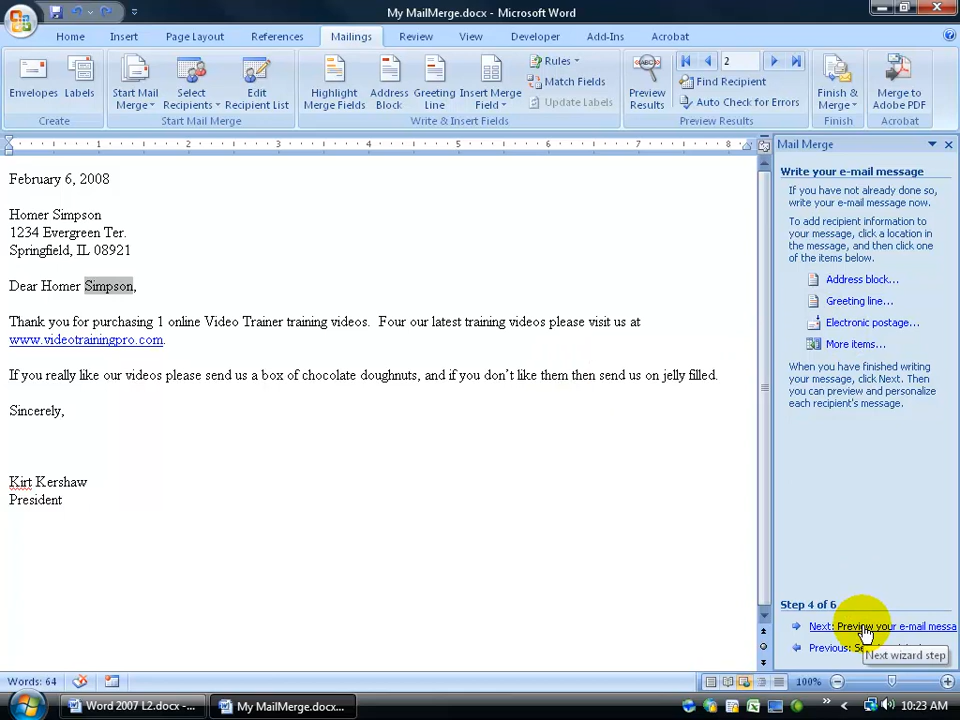 My MailMerge.docx - Microsoft Word
Home Insert Page Layout References Mailings Review View Developer Add-Ins Acrobat
Envelopes Labels
Create
Start Mail Merge
Select Recipients
Edit Recipient List
Start Mail Merge
Highlight Merge Fields
Address Block
Greeting Line
Insert Merge Field
Rules
Match Fields
Update Labels
Write & Insert Fields
ABC
Preview Results
2
Find Recipient
Auto Check for Errors
Preview Results
Finish & Merge
Finish
Merge to Adobe PDF
Acrobat
1 2 3 4 5 6 7 8
February 6, 2008
Homer Simpson
1234 Evergreen Ter.
Springfield, IL 08921
Dear Homer Simpson,
Thank you for purchasing 1 online Video Trainer training videos. Four our latest training videos please visit us at
www.videotrainingpro.com.
If you really like our videos please send us a box of chocolate doughnuts, and if you don't like them then send us on jelly filled.
Sincerely,
Kirt Kershaw
President
Mail Merge
Write your e-mail message
If you have not already done so,
write your e-mail message now.
To add recipient information to
your message, click a location in
the message, and then click one
of the items below.
Address block...
Greeting line...
Electronic postage...
More items...
When you have finished writing
your message, click Next. Then
you can preview and personalize
each recipient's message.
Step 4 of 6
Next: Preview your e-mail messa
Previous:
Next wizard step
Words: 64
100%
Word 2007 L2.docx -...
My MailMerge.docx...
10:23 AM